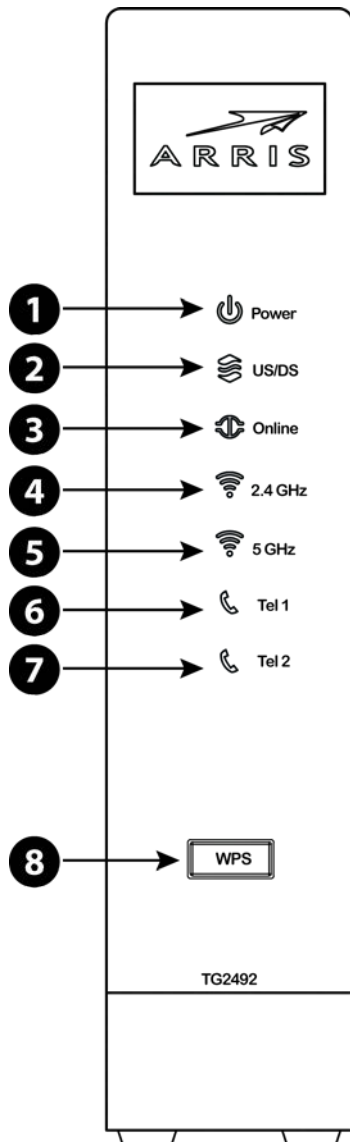 ARRIS
1 Power
2 US/DS
3 Online
4 2.4 GHz
5 5 GHz
6 Tel 1
7 Tel 2
8 WPS
TG2492